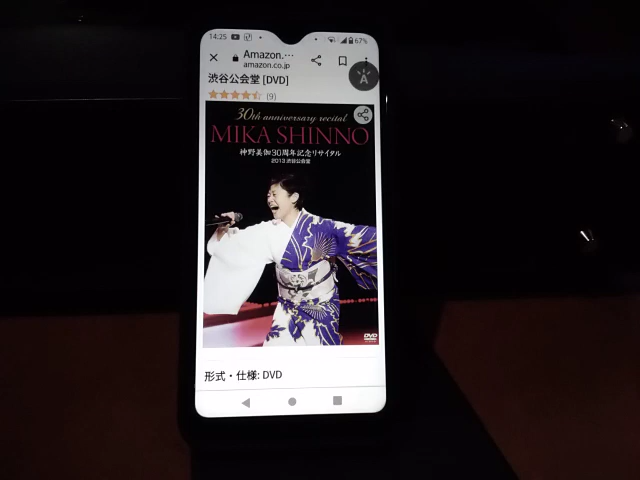 14:25
67%
Amazon.…
amazon.co.jp
渋谷公会堂 [DVD]
(9)
A
30th anniversary recital
MIKA SHINNO
神野美伽30周年記念リサイタル
2013 渋谷公会堂
DVD
形式・仕様: DVD